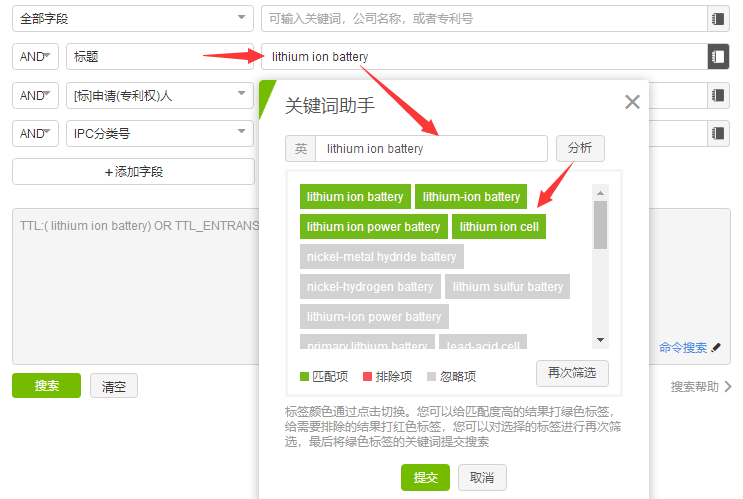 全部字段
可输入关键词，公司名称，或者专利号
AND
标题
lithium ion battery
AND
[标]申请(专利权)人
AND
IPC分类号
+添加字段
TTL:( lithium ion battery) OR TTL_ENTRANS
命令搜索
搜索
清空
搜索帮助
关键词助手
英
lithium ion battery
分析
lithium ion battery
lithium-ion battery
lithium ion power battery
lithium ion cell
nickel-metal hydride battery
nickel-hydrogen battery
lithium sulfur battery
lithium-ion power battery
primary lithium battery
lead-acid cell
匹配项
排除项
忽略项
再次筛选
标签颜色通过点击切换。您可以给匹配度高的结果打绿色标签，
给需要排除的结果打红色标签，您可以对选择的标签进行再次筛
选，最后将绿色标签的关键词提交搜索
提交
取消